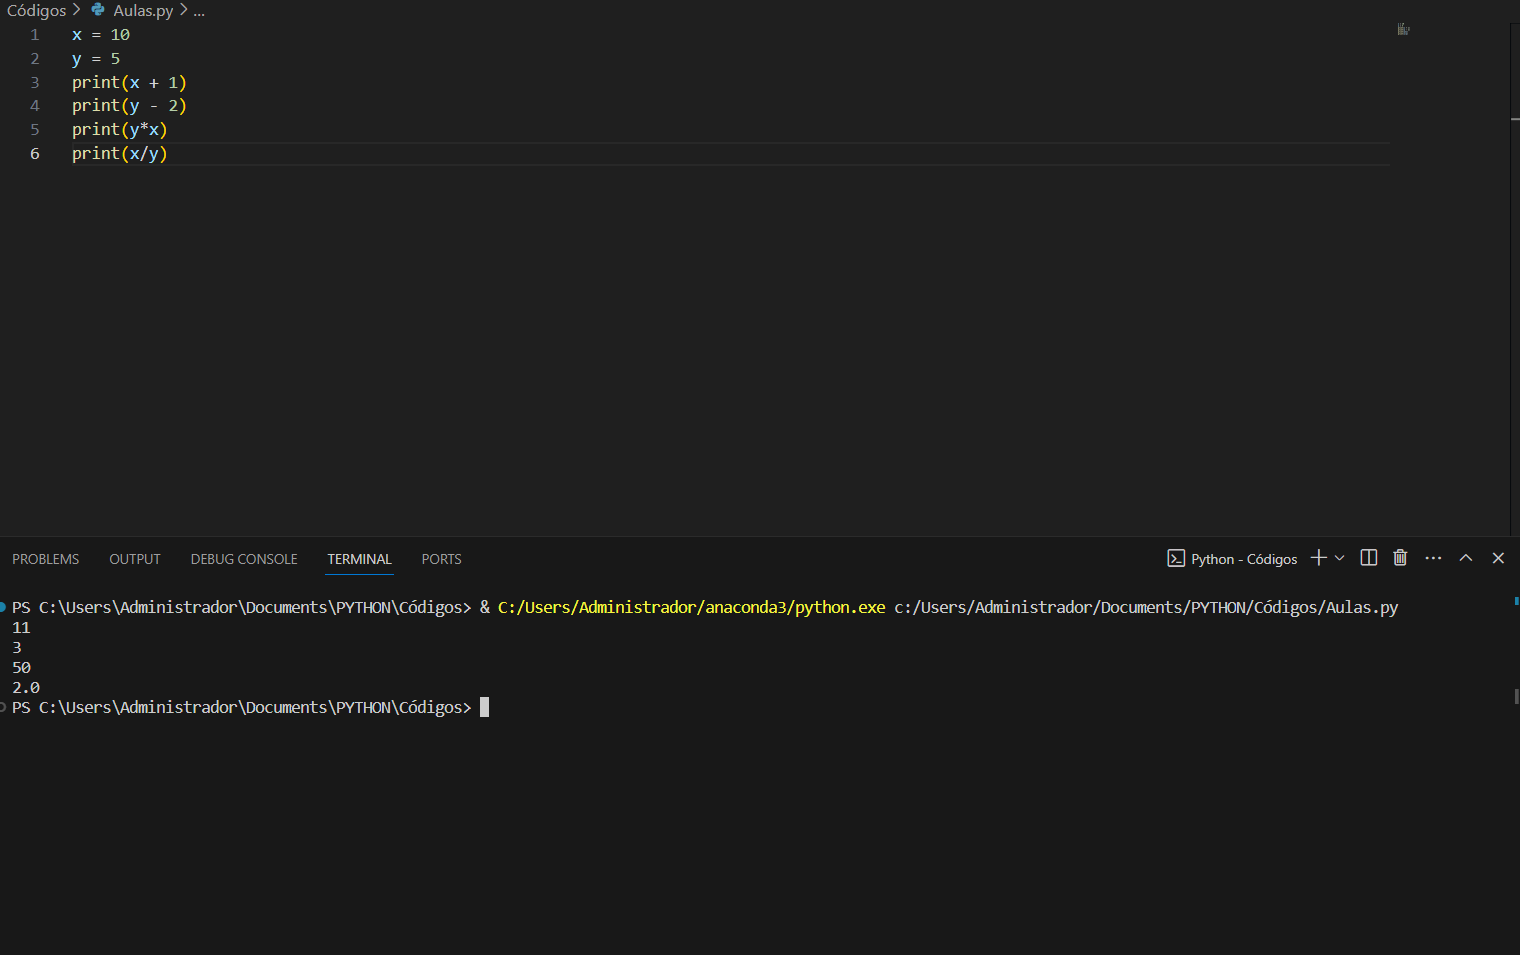 Códigos > Aulas.py > ...
1 x = 10
2 y = 5
3 print(x + 1)
4 print(y - 2)
5 print(y*x)
6 print(x/y)
PROBLEMS OUTPUT DEBUG CONSOLE TERMINAL PORTS Python - Códigos
PS C:\Users\Administrador\Documents\PYTHON\Códigos> & C:/Users/Administrador/anaconda3/python.exe c:/Users/Administrador/Documents/PYTHON/Códigos/Aulas.py
11
3
50
2.0
PS C:\Users\Administrador\Documents\PYTHON\Códigos>